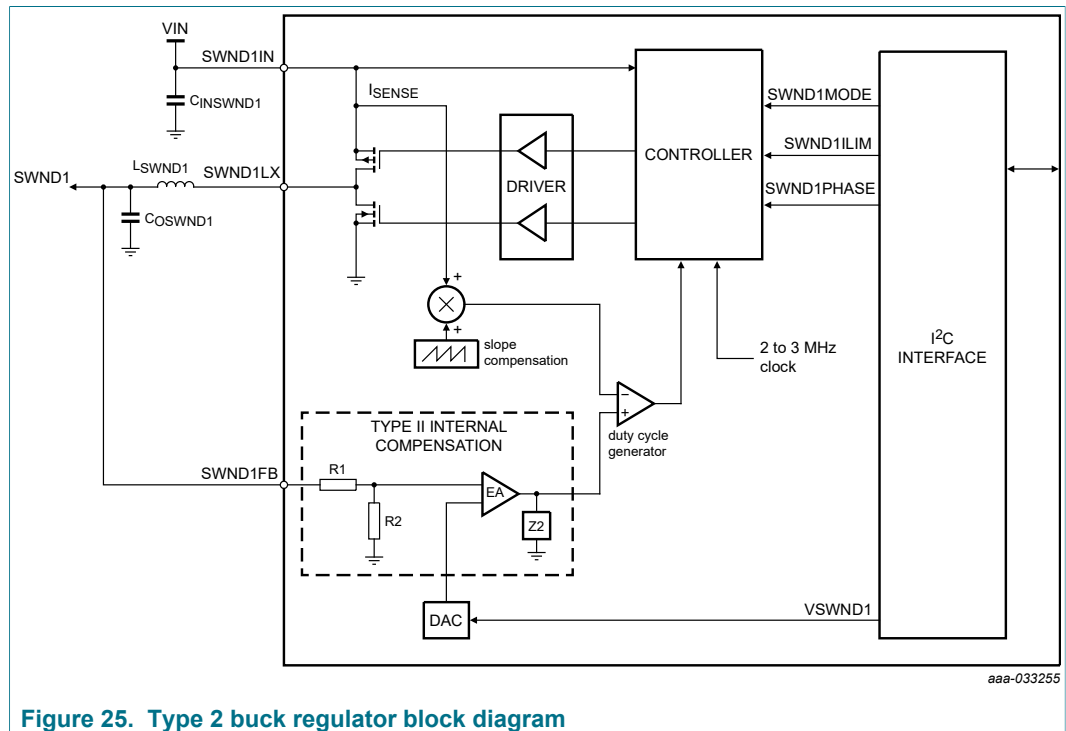 VIN
SWND1IN
CINSWND1
ISENSE
SWND1MODE
SWND1ILIM
SWND1PHASE
CONTROLLER
DRIVER
LSWND1
SWND1LX
SWND1
COSWND1
+
+
slope
compensation
2 to 3 MHz
clock
I2C
INTERFACE
−
+
duty cycle
generator
TYPE II INTERNAL
COMPENSATION
SWND1FB
R1
R2
EA
Z2
DAC
VSWND1
aaa-033255
Figure 25. Type 2 buck regulator block diagram